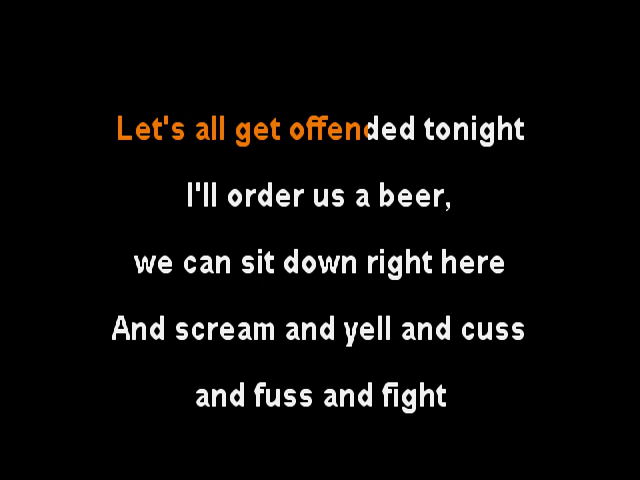 Let's all get offended tonight
I'll order us a beer,
we can sit down right here
And scream and yell and cuss
and fuss and fight